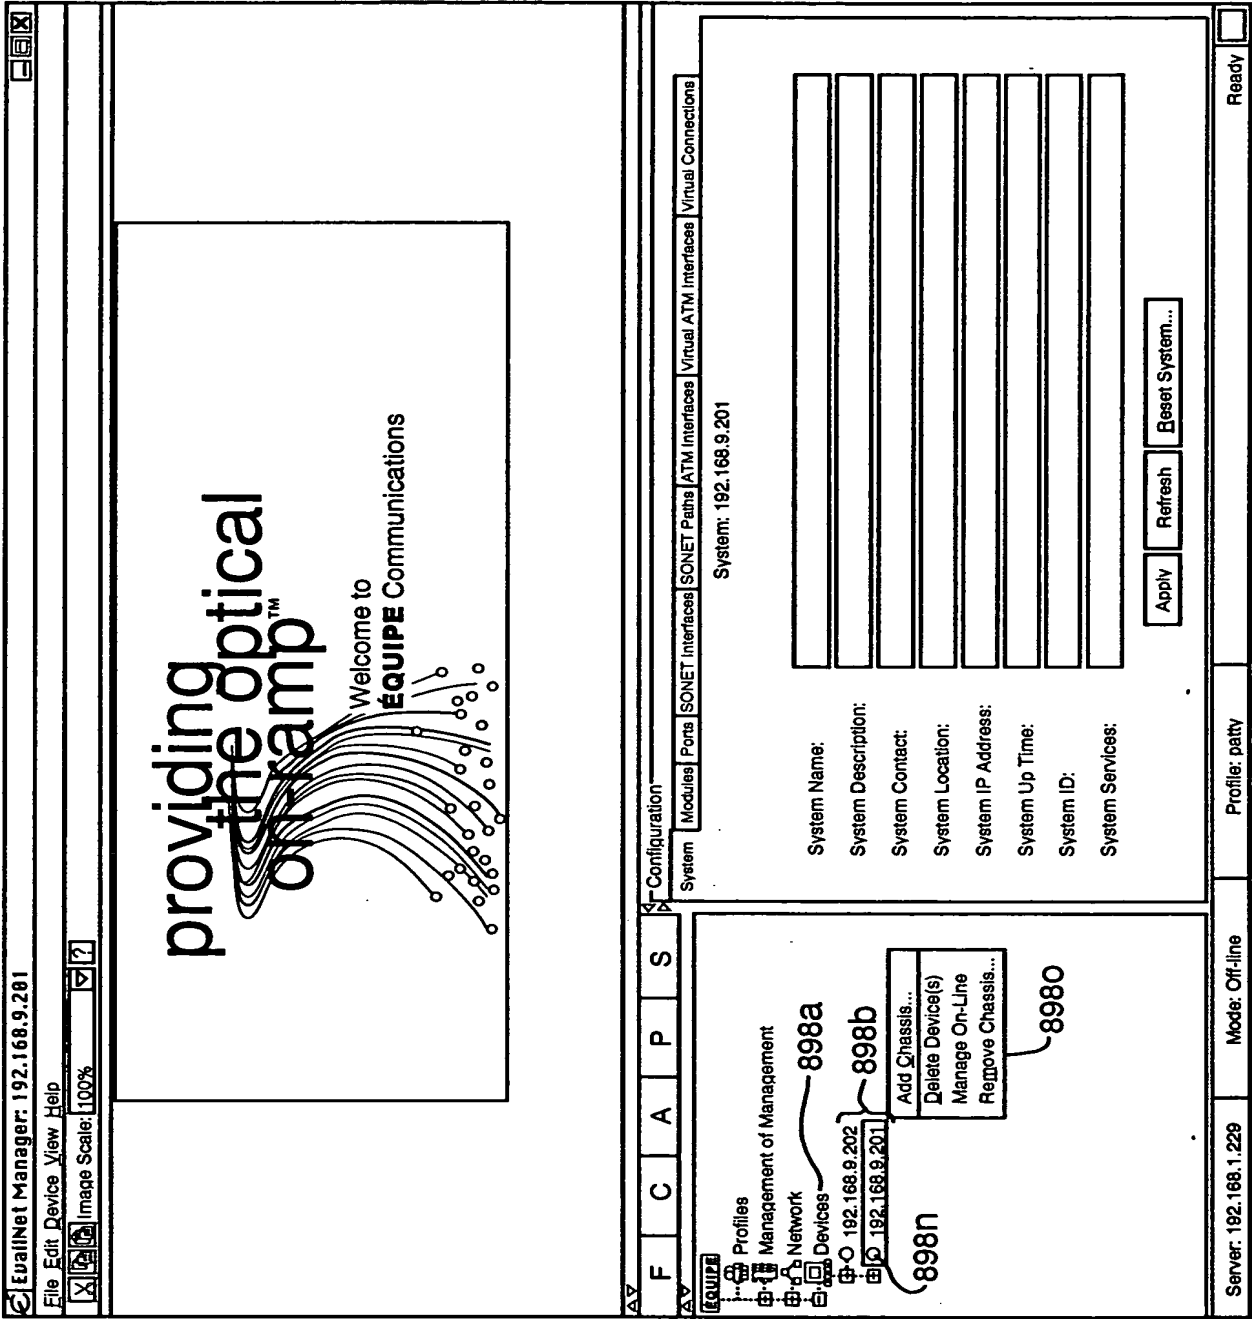 EvaliNet Manager: 192.168.9.201
File Edit Device View Help
Image Scale: 100% ?
providing
the optical
on-ramp™
Welcome to
EQUIPE Communications
F C A P S
EQUIPE
Profiles
Management of Management
Network
Devices
192.168.9.202
192.168.9.201
898a
898b
898n
Add Chassis...
Delete Device(s)
Manage On-Line
Remove Chassis...
898o
Configuration
System Modules Ports SONET Interfaces SONET Paths ATM Interfaces Virtual ATM Interfaces Virtual Connections
System: 192.168.9.201
System Name:
System Description:
System Contact:
System Location:
System IP Address:
System Up Time:
System ID:
System Services:
Apply Refresh Reset System...
Server: 192.168.1.229 Mode: Off-line Profile: patty Ready